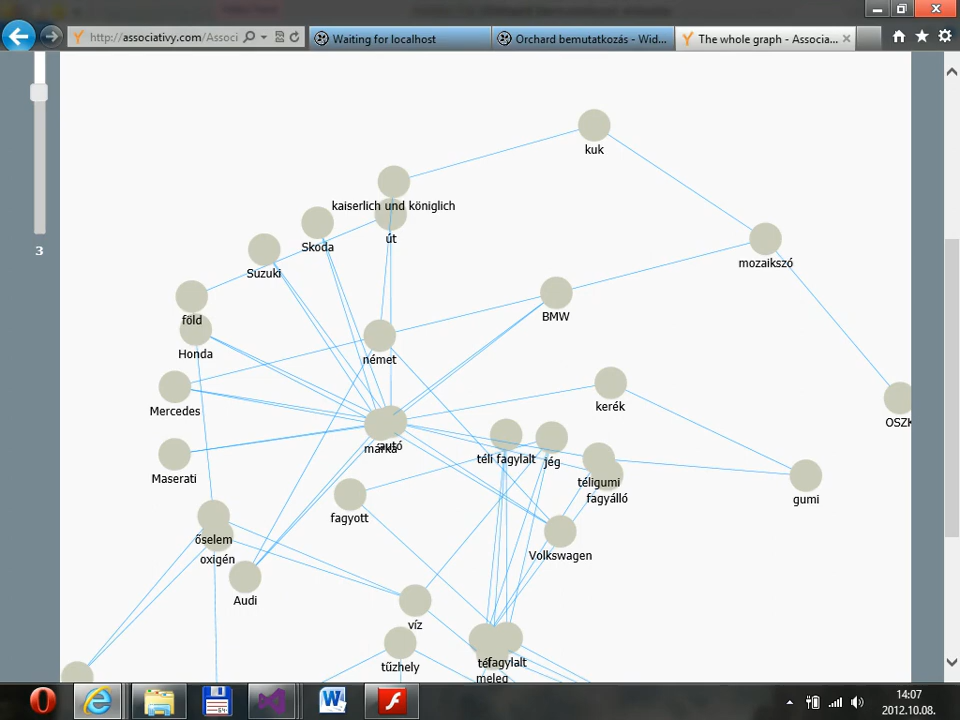 http://associativy.com/Associ
Waiting for localhost
Orchard bemutatkozás - Wid...
The whole graph - Associa...
3
kuk
kaiserlich und königlich
út
Skoda
Suzuki
mozaikszó
föld
BMW
Honda
német
Mercedes
kerék
OSZK
márka
autó
Maserati
téli fagylalt
jég
téligumi
fagyálló
gumi
fagyott
őselem
oxigén
Volkswagen
Audi
víz
tűzhely
fagylalt
meleg
14:07
2012.10.08.